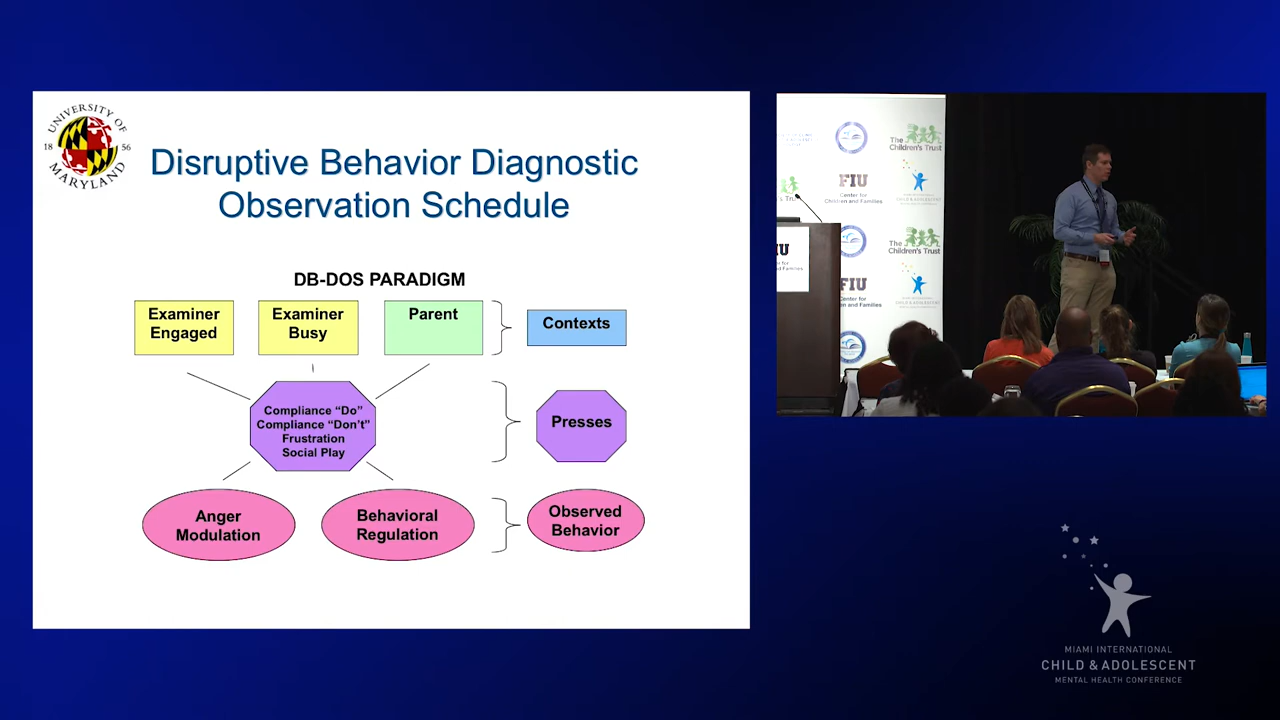 UNIVERSITY OF
18 56
MARYLAND
Disruptive Behavior Diagnostic
Observation Schedule
DB-DOS PARADIGM
Examiner
Engaged
Examiner
Busy
Parent
Contexts
Compliance “Do”
Compliance “Don’t”
Frustration
Social Play
Presses
Anger
Modulation
Behavioral
Regulation
Observed
Behavior
The
Children's Trust
FIU
Center for
Children and Families
CHILD & ADOLESCENT
The
Children's Trust
FIU
Center for
Children and Families
MIAMI INTERNATIONAL
CHILD & ADOLESCENT
MENTAL HEALTH CONFERENCE